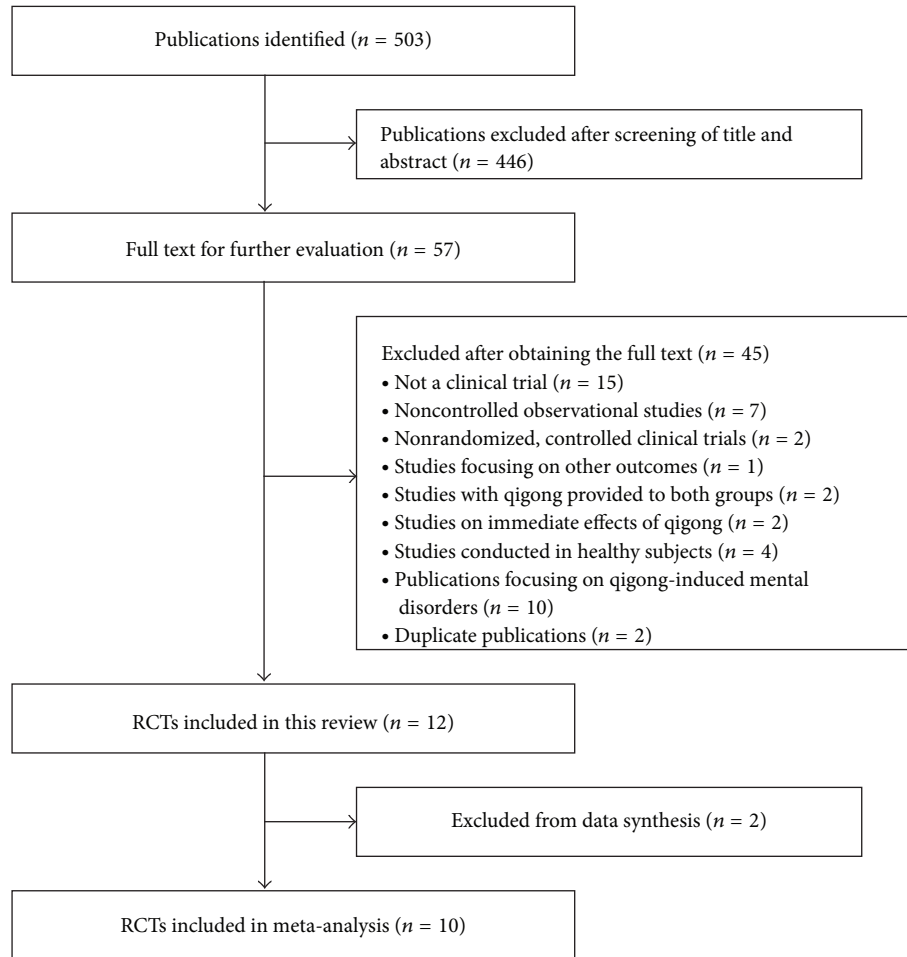 Publications identified (n = 503)
Publications excluded after screening of title and
abstract (n = 446)
Full text for further evaluation (n = 57)
Excluded after obtaining the full text (n = 45)
• Not a clinical trial (n = 15)
• Noncontrolled observational studies (n = 7)
• Nonrandomized, controlled clinical trials (n = 2)
• Studies focusing on other outcomes (n = 1)
• Studies with qigong provided to both groups (n = 2)
• Studies on immediate effects of qigong (n = 2)
• Studies conducted in healthy subjects (n = 4)
• Publications focusing on qigong-induced mental
disorders (n = 10)
• Duplicate publications (n = 2)
RCTs included in this review (n = 12)
Excluded from data synthesis (n = 2)
RCTs included in meta-analysis (n = 10)